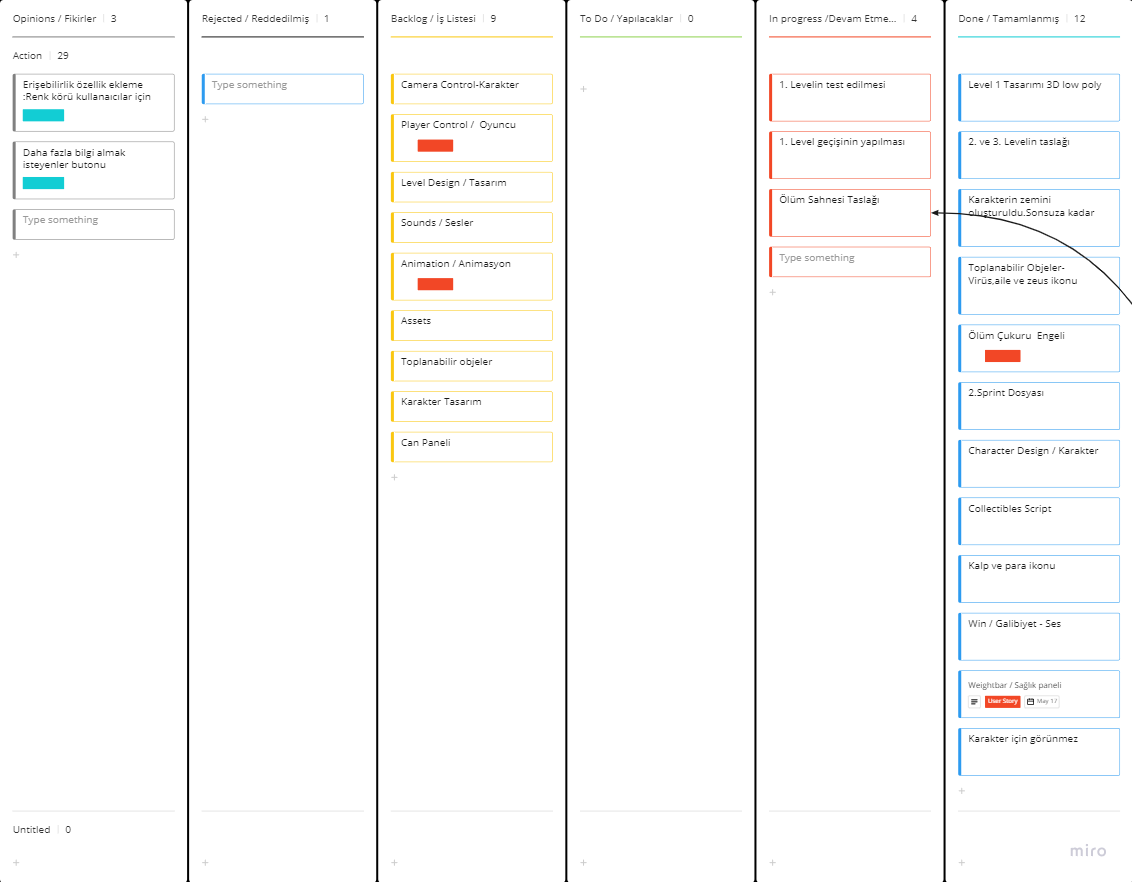 Opinions / Fikirler 3
Action 29
Erişebilirlik özellik ekleme
:Renk körü kullanaıcılar için
Daha fazla bilgi almak
isteyenler butonu
Type something
Untitled 0
Rejected / Reddedilmiş 1
Type something
Backlog / İş Listesi 9
Camera Control-Karakter
Player Control / Oyuncu
Level Design / Tasarım
Sounds / Sesler
Animation / Animasyon
Assets
Toplanabilir objeler
Karakter Tasarım
Can Paneli
To Do / Yapılacaklar 0
In progress /Devam Etme... 4
1. Levelin test edilmesi
1. Level geçişinin yapılması
Ölüm Sahnesi Taslağı
Type something
Done / Tamamlanmış 12
Level 1 Tasarımı 3D low poly
2. ve 3. Levelin taslağı
Karakterin zemini
oluşturuldu.Sonsuza kadar
Toplanabilir Objeler-
Virüs,aile ve zeus ikonu
Ölüm Çukuru Engeli
2.Sprint Dosyası
Character Design / Karakter
Collectibles Script
Kalp ve para ikonu
Win / Galibiyet - Ses
Weightbar / Sağlık paneli
User Story May 17
Karakter için görünmez
miro